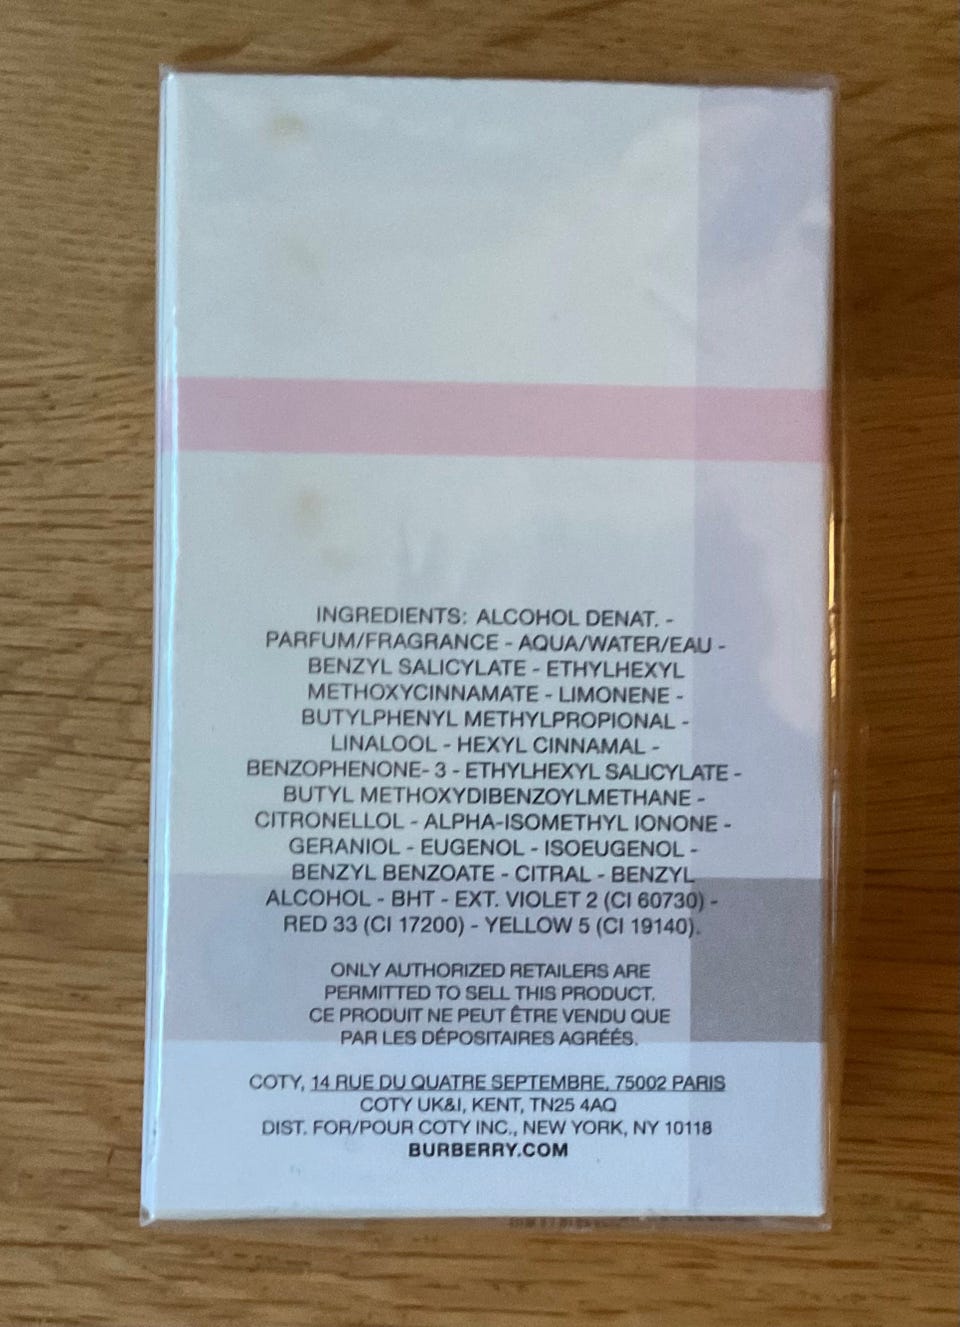 INGREDIENTS: ALCOHOL DENAT. -
PARFUM/FRAGRANCE - AQUA/WATER/EAU -
BENZYL SALICYLATE - ETHYLHEXYL
METHOXYCINNAMATE - LIMONENE -
BUTYLPHENYL METHYLPROPIONAL -
LINALOOL - HEXYL CINNAMAL -
BENZOPHENONE- 3 - ETHYLHEXYL SALICYLATE -
BUTYL METHOXYDIBENZOYLMETHANE -
CITRONELLOL - ALPHA-ISOMETHYL IONONE -
GERANIOL - EUGENOL - ISOEUGENOL -
BENZYL BENZOATE - CITRAL - BENZYL
ALCOHOL - BHT - EXT. VIOLET 2 (CI 60730) -
RED 33 (CI 17200) - YELLOW 5 (CI 19140).
ONLY AUTHORIZED RETAILERS ARE
PERMITTED TO SELL THIS PRODUCT.
CE PRODUIT NE PEUT ÊTRE VENDU QUE
PAR LES DÉPOSITAIRES AGRÉÉS.
COTY, 14 RUE DU QUATRE SEPTEMBRE, 75002 PARIS
COTY UK&I, KENT, TN25 4AQ
DIST. FOR/POUR COTY INC., NEW YORK, NY 10118
BURBERRY.COM